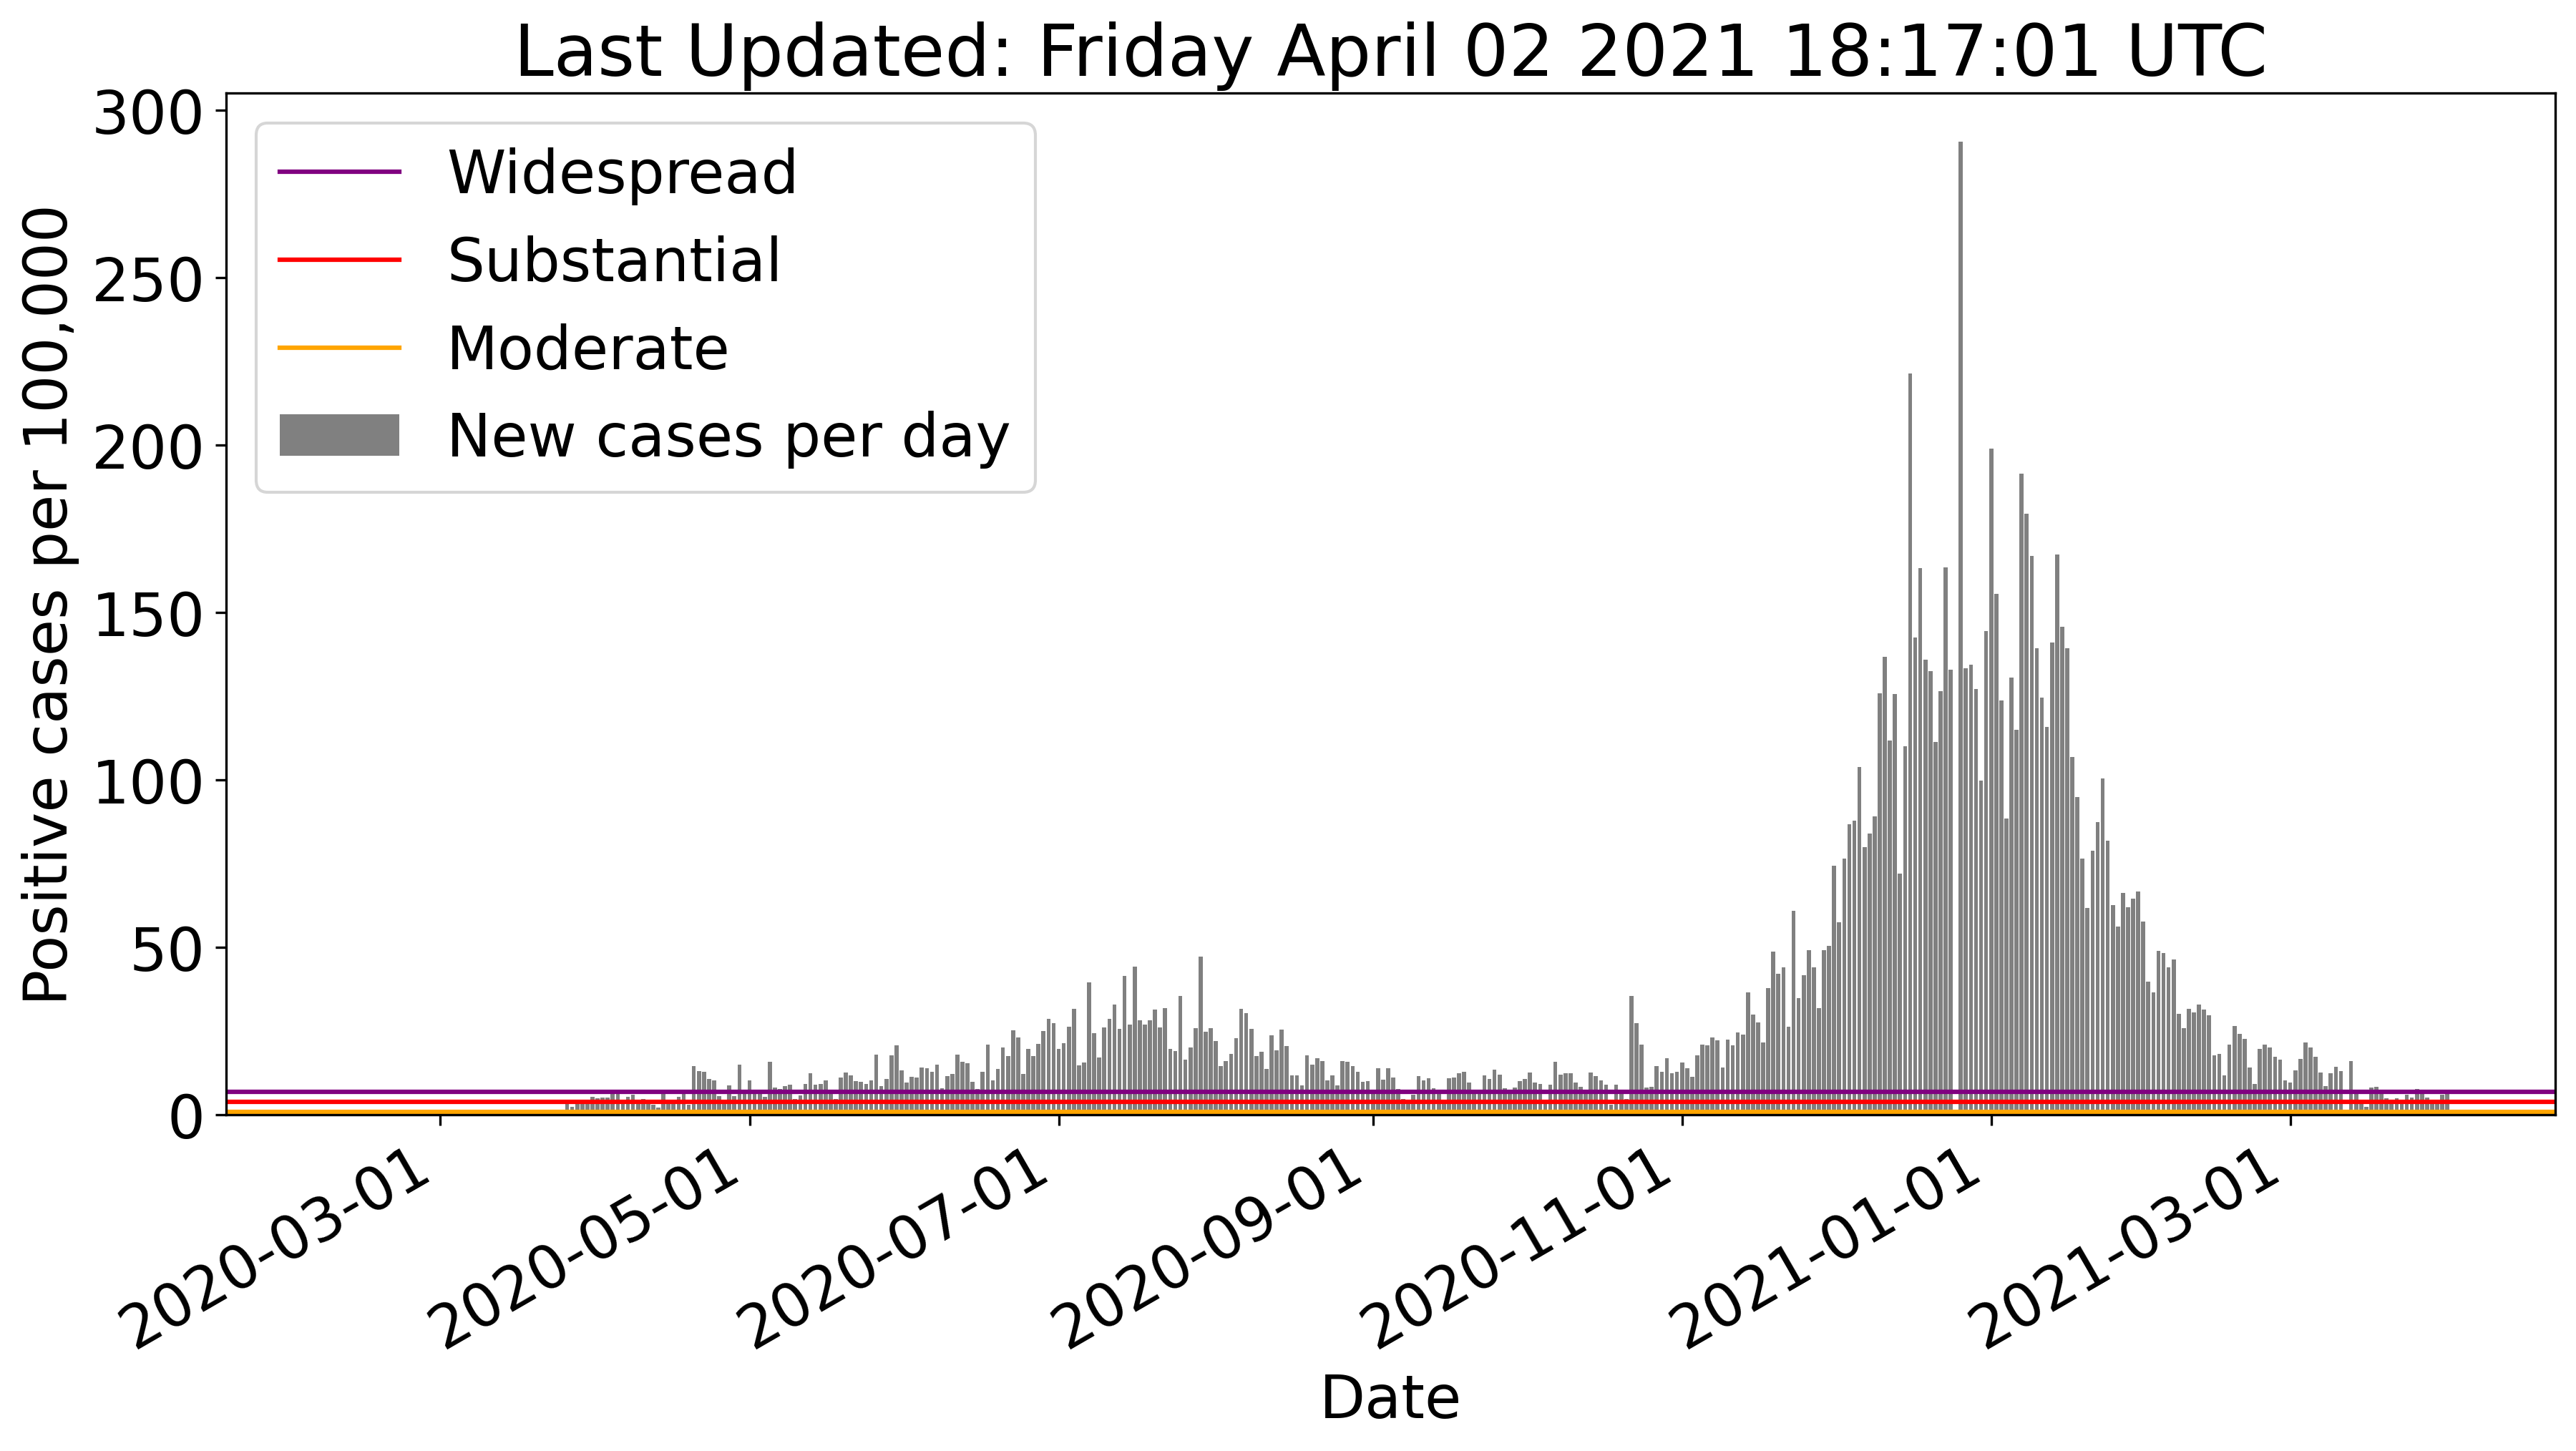 Last Updated: Friday April 02 2021 18:17:01 UTC
300
250
200
150
100
50
0
Positive cases per 100,000
Widespread
Substantial
Moderate
New cases per day
2020-03-01
2020-05-01
2020-07-01
2020-09-01
2020-11-01
2021-01-01
2021-03-01
Date